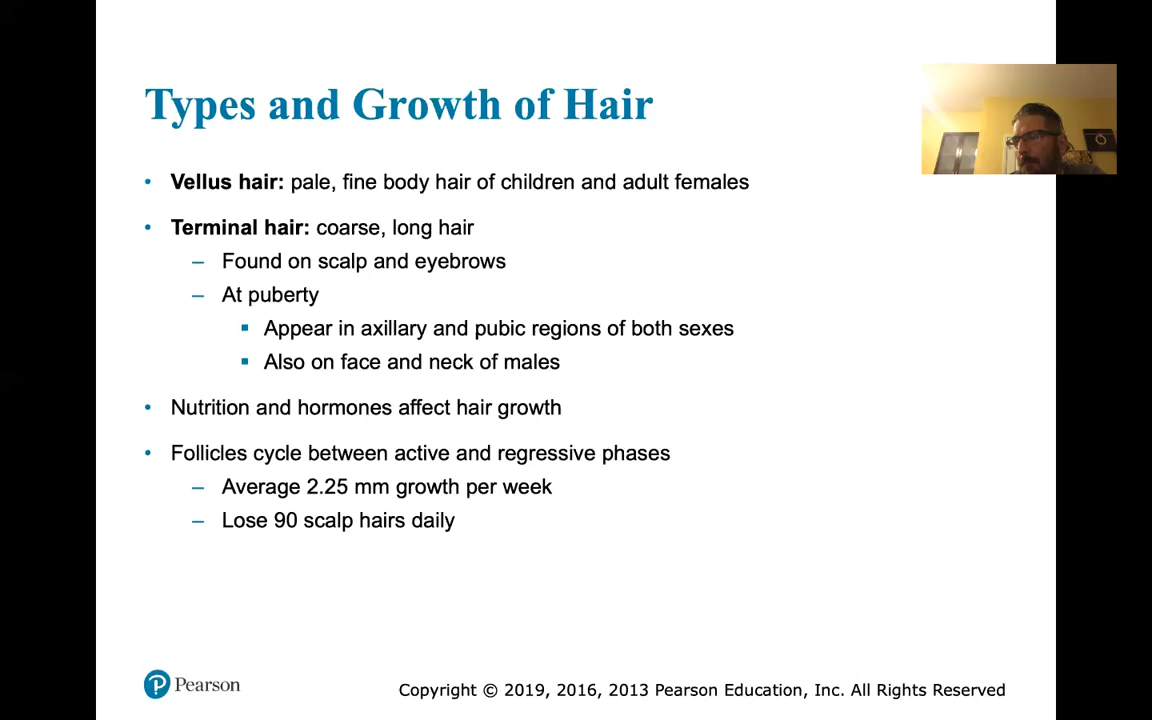 Types and Growth of Hair
• Vellus hair: pale, fine body hair of children and adult females
• Terminal hair: coarse, long hair
– Found on scalp and eyebrows
– At puberty
▪ Appear in axillary and pubic regions of both sexes
▪ Also on face and neck of males
• Nutrition and hormones affect hair growth
• Follicles cycle between active and regressive phases
– Average 2.25 mm growth per week
– Lose 90 scalp hairs daily
Pearson
Copyright © 2019, 2016, 2013 Pearson Education, Inc. All Rights Reserved